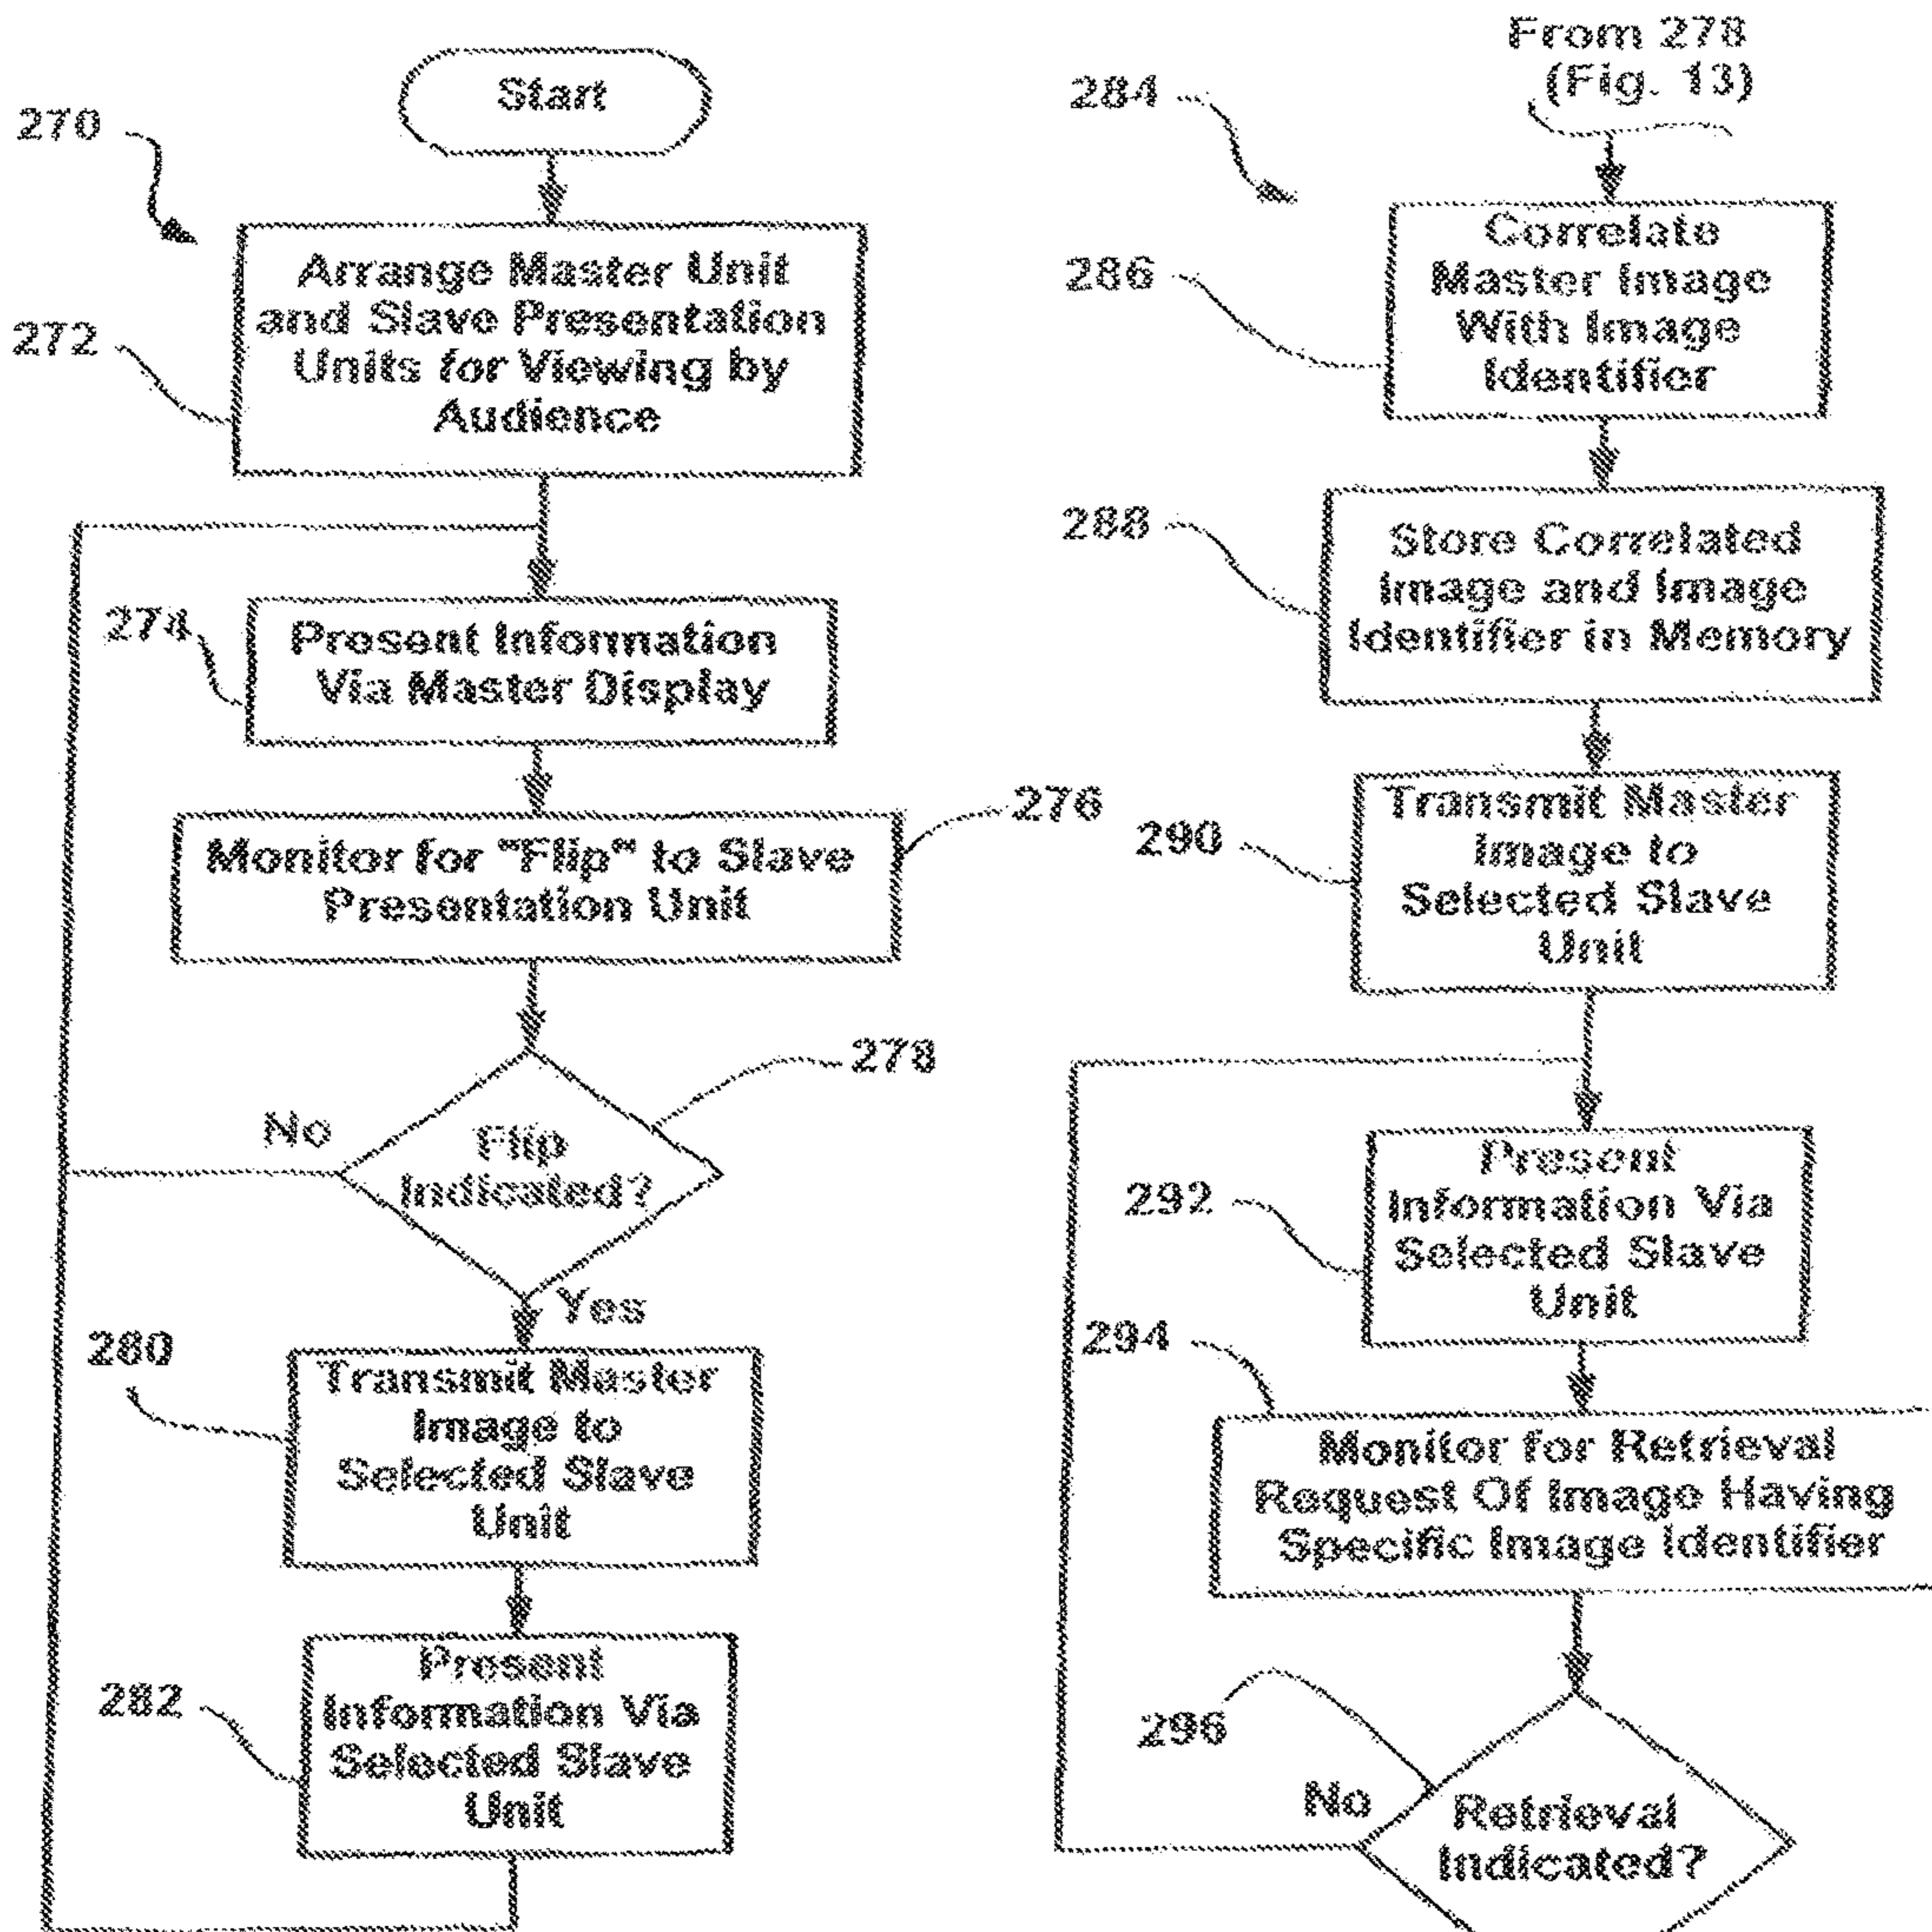 Start
270
Arrange Master Unit
and Slave Presentation
Units for Viewing by
Audience
272
274
Present Information
Via Master Display
276
Monitor for "Flip" to Slave
Presentation Unit
278
No
Flip
Indicated?
Yes
280
Transmit Master
Image to
Selected Slave
Unit
282
Present
Information Via
Selected Slave
Unit
From 278
(Fig. 13)
284
Correlate
Master Image
With Image
Identifier
286
288
Store Correlated
Image and Image
Identifier in Memory
290
Transmit Master
Image to
Selected Slave
Unit
292
Present
Information Via
Selected Slave
Unit
294
Monitor for Retrieval
Request Of Image Having
Specific Image Identifier
296
No
Retrieval
Indicated?